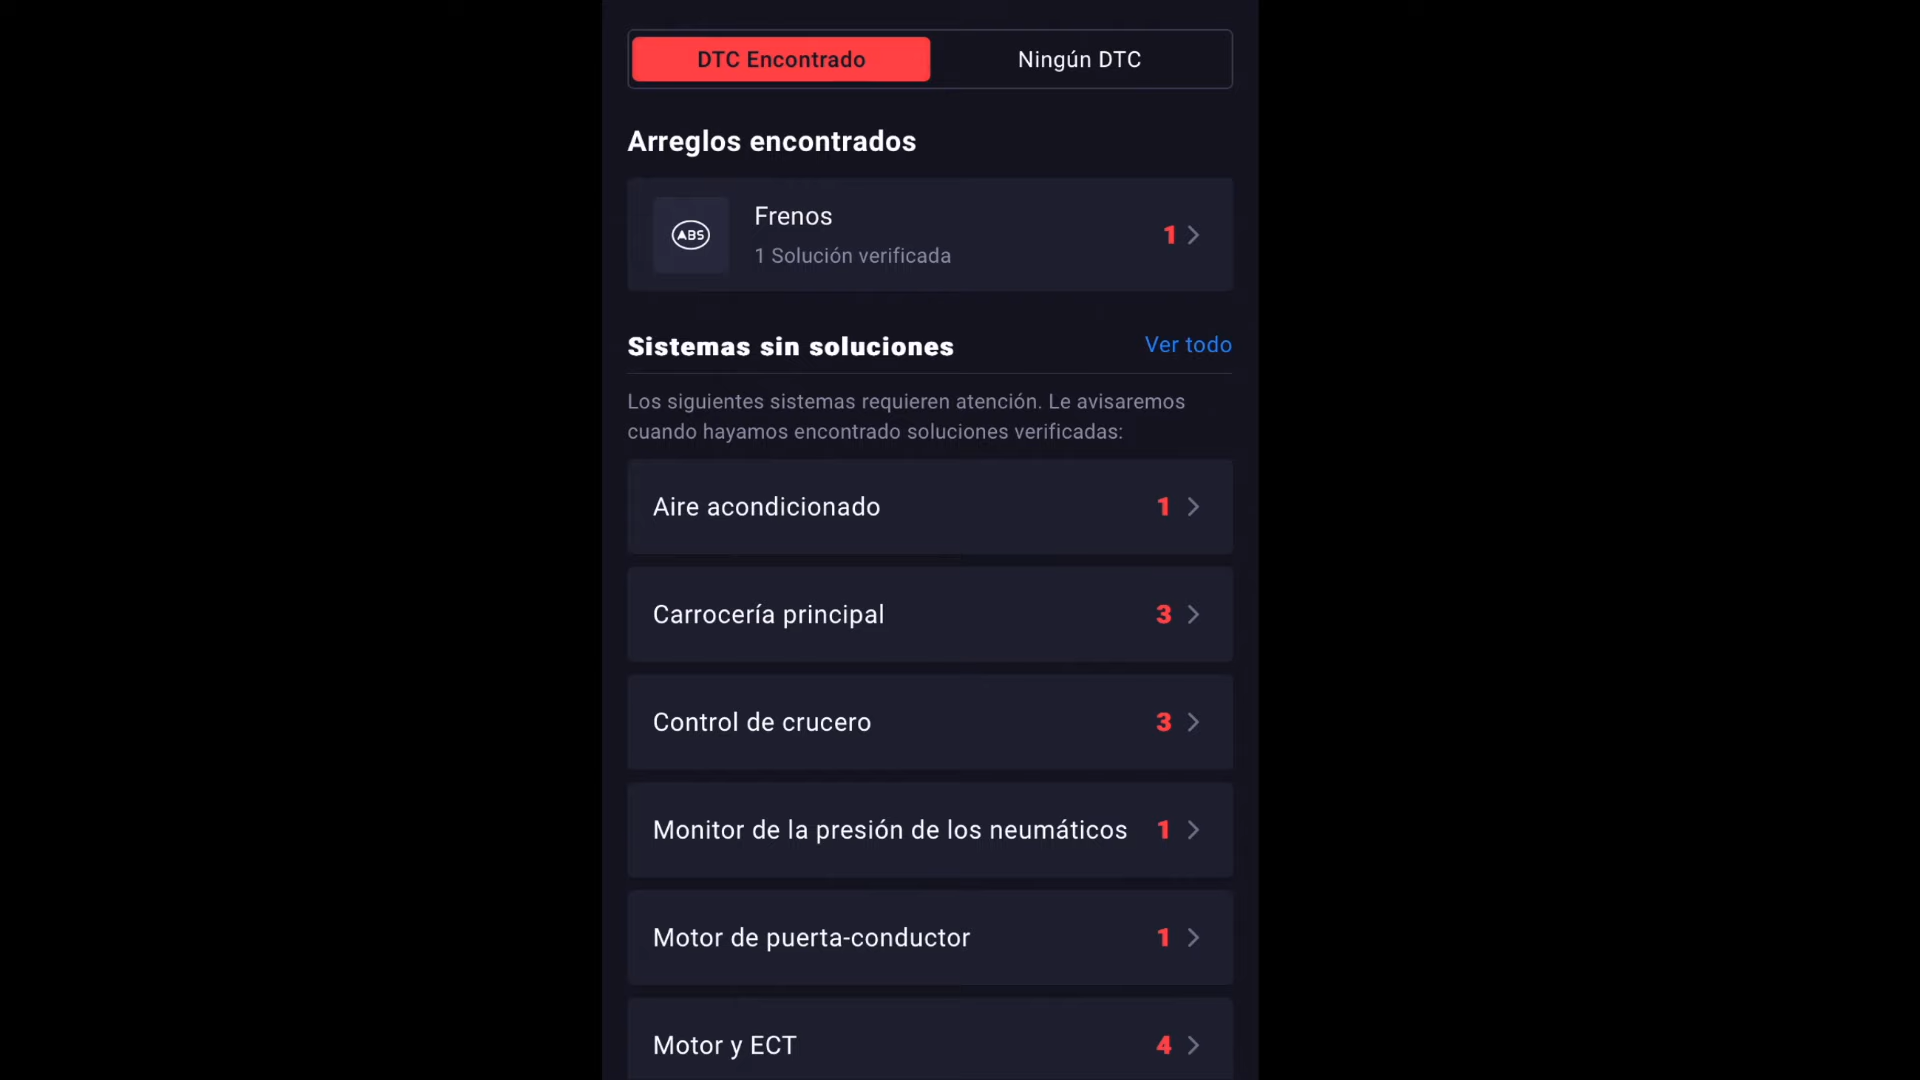 DTC Encontrado
Ningún DTC
Arreglos encontrados
ABS
Frenos
1 Solución verificada
1
Sistemas sin soluciones
Ver todo
Los siguientes sistemas requieren atención. Le avisaremos
cuando hayamos encontrado soluciones verificadas:
Aire acondicionado 1
Carrocería principal 3
Control de crucero 3
Monitor de la presión de los neumáticos 1
Motor de puerta-conductor 1
Motor y ECT 4